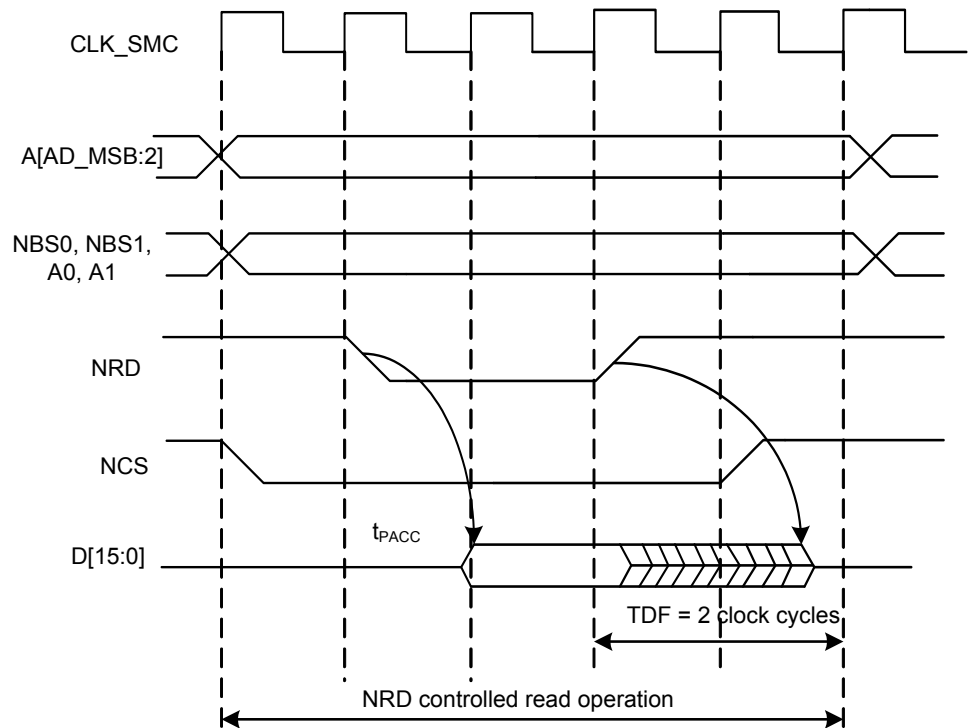 CLK_SMC
A[AD_MSB:2]
NBS0, NBS1,
A0, A1
NRD
NCS
tPACC
D[15:0]
TDF = 2 clock cycles
NRD controlled read operation